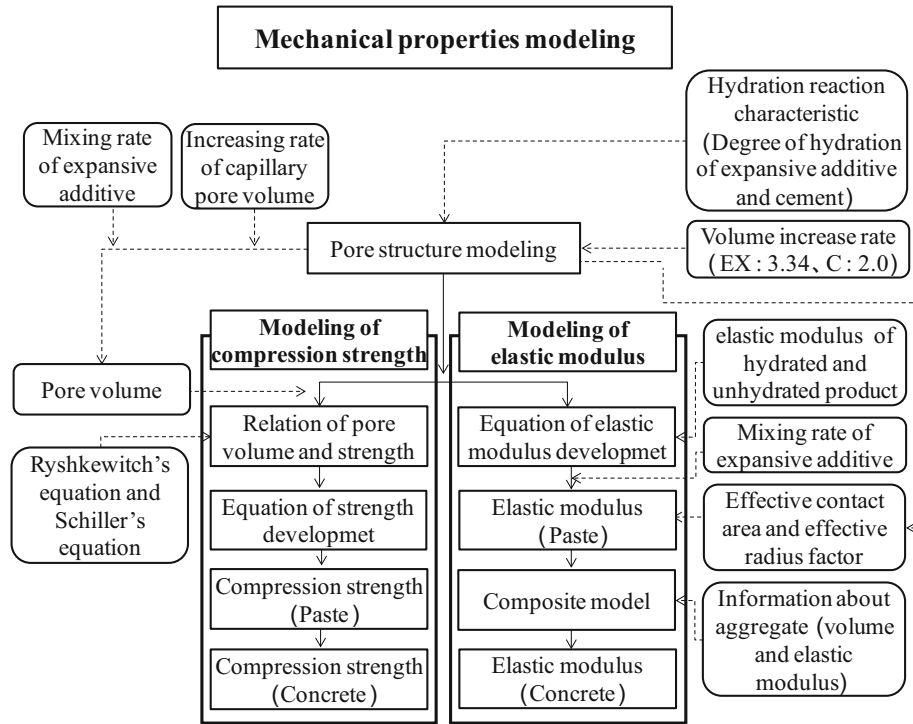 Mechanical properties modeling
Hydration reaction
characteristic
(Degree of hydration
of expansive additive
and cement)
Mixing rate
of expansive
additive
Increasing rate
of capillary
pore volume
Pore structure modeling
Volume increase rate
(EX : 3.34、C : 2.0)
Modeling of
compression strength
Modeling of
elastic modulus
elastic modulus of
hydrated and
unhydrated product
Pore volume
Relation of pore
volume and strength
Equation of elastic
modulus developmet
Mixing rate of
expansive additive
Ryshkewitch's
equation and
Schiller's
equation
Equation of strength
developmet
Elastic modulus
(Paste)
Effective contact
area and effective
radius factor
Compression strength
(Paste)
Composite model
Information about
aggregate (volume
and elastic
modulus)
Compression strength
(Concrete)
Elastic modulus
(Concrete)